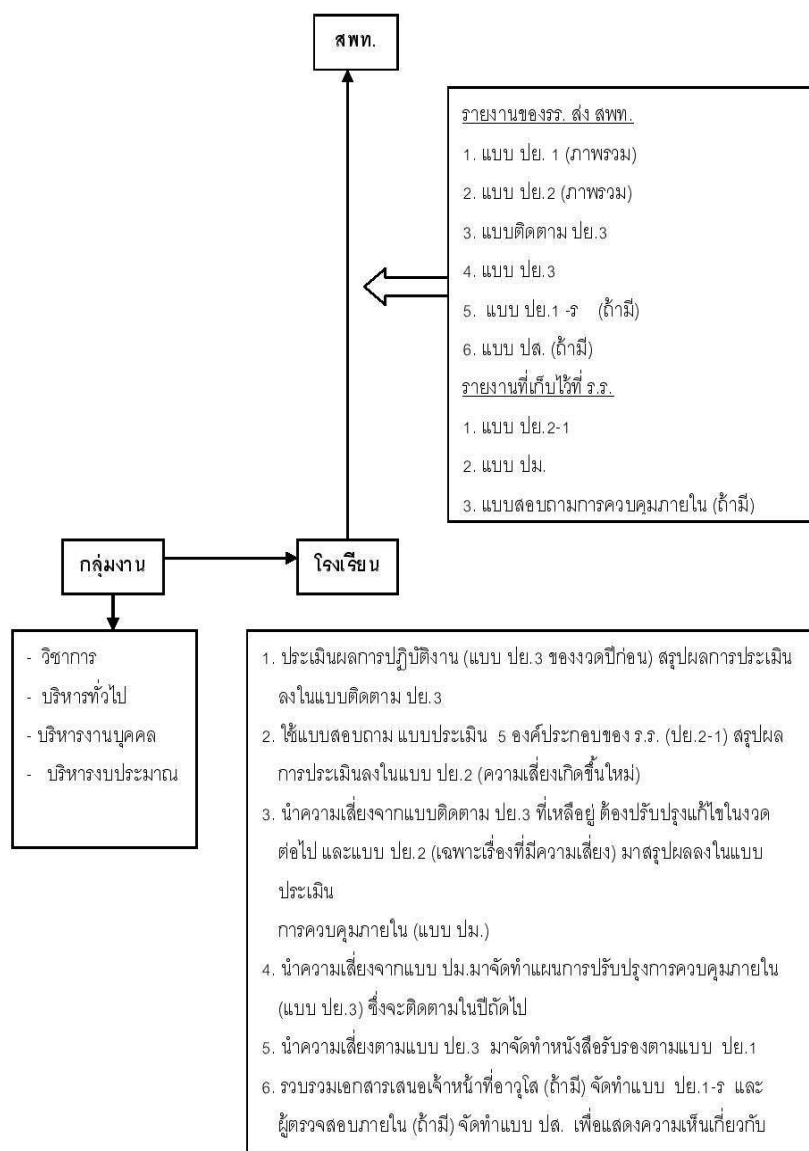 สพท.
รายงานของรร. ส่ง สพท.
1. แบบ ปย. 1 (ภาพรวม)
2. แบบ ปย.2 (ภาพรวม)
3. แบบติดตาม ปย.3
4. แบบ ปย.3
5. แบบ ปย.1 -ร (ถ้ามี)
6. แบบ ปส. (ถ้ามี)
รายงานที่เก็บไว้ที่ ร.ร.
1. แบบ ปย.2-1
2. แบบ ปม.
3. แบบสอบถามการควบคุมภายใน (ถ้ามี)
กลุ่มงาน
โรงเรียน
- วิชาการ
- บริหารทั่วไป
- บริหารงานบุคคล
- บริหารงบประมาณ
1. ประเมินผลการปฏิบัติงาน (แบบ ปย.3 ของงวดปีก่อน) สรุปผลการประเมิน
ลงในแบบติดตาม ปย.3
2. ใช้แบบสอบถาม แบบประเมิน 5 องค์ประกอบของ ร.ร. (ปย.2-1) สรุปผล
การประเมินลงในแบบ ปย.2 (ความเสี่ยงเกิดขึ้นใหม่)
3. นำความเสี่ยงจากแบบติดตาม ปย.3 ที่เหลืออยู่ ต้องปรับปรุงแก้ไขในงวด
ต่อไป และแบบ ปย.2 (เฉพาะเรื่องที่มีความเสี่ยง) มาสรุปผลลงในแบบ
ประเมิน
การควบคุมภายใน (แบบ ปม.)
4. นำความเสี่ยงจากแบบ ปม.มาจัดทำแผนการปรับปรุงการควบคุมภายใน
(แบบ ปย.3) ซึ่งจะติดตามในปีถัดไป
5. นำความเสี่ยงตามแบบ ปย.3 มาจัดทำหนังสือรับรองตามแบบ ปย.1
6. รวบรวมเอกสารเสนอเจ้าหน้าที่อาวุโส (ถ้ามี) จัดทำแบบ ปย.1-ร และ
ผู้ตรวจสอบภายใน (ถ้ามี) จัดทำแบบ ปส. เพื่อแสดงความเห็นเกี่ยวกับ